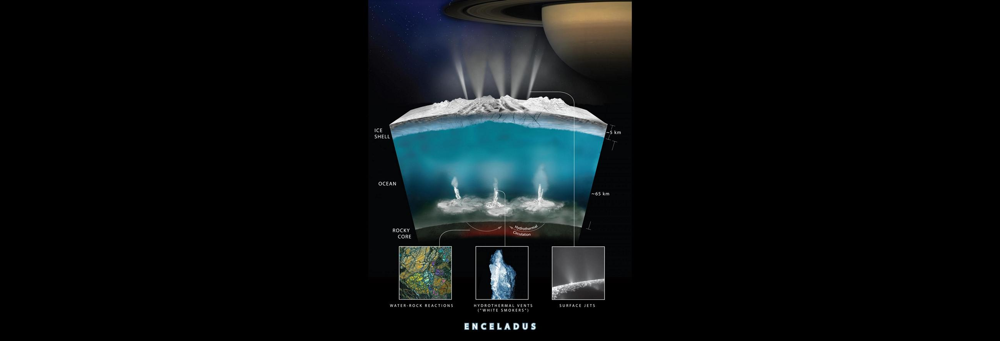 ICE
SHELL
~5 km
OCEAN
~65 km
ROCKY
CORE
Hydrothermal
Circulation
WATER-ROCK REACTIONS
HYDROTHERMAL VENTS
("WHITE SMOKERS")
SURFACE JETS
ENCELADUS